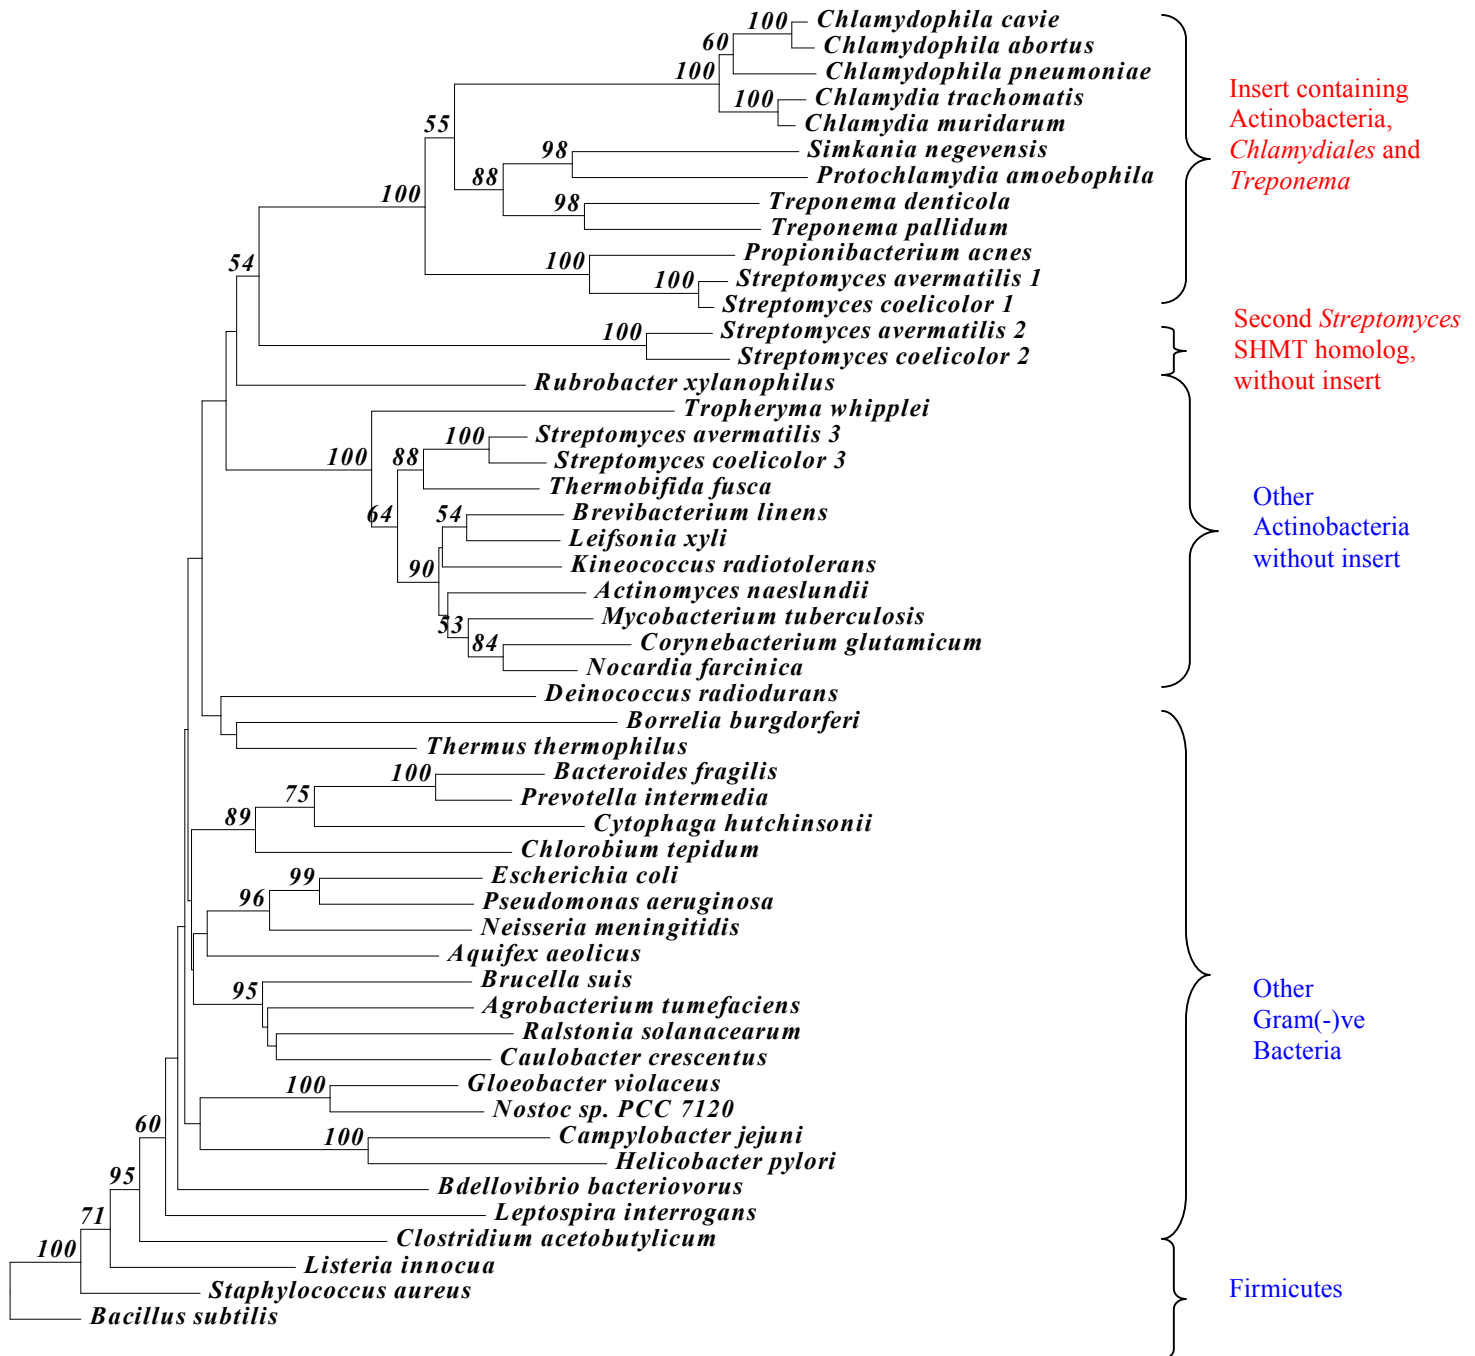 100
Chlamydophila cavie
60
Chlamydophila abortus
100
Chlamydophila pneumoniae
100
Chlamydia trachomatis
55
Chlamydia muridarum
98
Simkania negevensis
88
Protochlamydia amoebophila
100
98
Treponema denticola
Treponema pallidum
54
100
Propionibacterium acnes
100
Streptomyces avermatilis 1
Streptomyces coelicolor 1
100
Streptomyces avermatilis 2
Streptomyces coelicolor 2
Rubrobacter xylanophilus
Tropheryma whipplei
100
100
88
Streptomyces avermatilis 3
Streptomyces coelicolor 3
Thermobifida fusca
64
54
Brevibacterium linens
Leifsonia xyli
90
Kineococcus radiotolerans
Actinomyces naeslundii
53
Mycobacterium tuberculosis
84
Corynebacterium glutamicum
Nocardia farcinica
Deinococcus radiodurans
Borrelia burgdorferi
Thermus thermophilus
100
Bacteroides fragilis
75
Prevotella intermedia
89
Cytophaga hutchinsonii
Chlorobium tepidum
99
Escherichia coli
96
Pseudomonas aeruginosa
Neisseria meningitidis
Aquifex aeolicus
95
Brucella suis
Agrobacterium tumefaciens
Ralstonia solanacearum
Caulobacter crescentus
100
Gloeobacter violaceus
Nostoc sp. PCC 7120
60
100
Campylobacter jejuni
Helicobacter pylori
95
Bdellovibrio bacteriovorus
71
Leptospira interrogans
100
Clostridium acetobutylicum
Listeria innocua
Staphylococcus aureus
Bacillus subtilis
Insert containing
Actinobacteria,
Chlamydiales and
Treponema
Second Streptomyces
SHMT homolog,
without insert
Other
Actinobacteria
without insert
Other
Gram(-)ve
Bacteria
Firmicutes